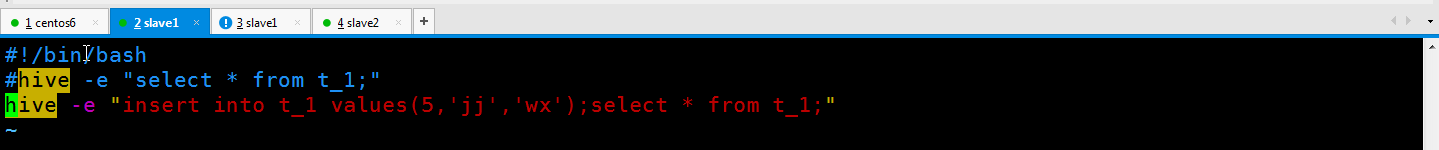 1 centos6
2 slave1
3 slave1
4 slave2
#!/bin/bash
#hive -e "select * from t_1;"
hive -e "insert into t_1 values(5,'jj','wx');select * from t_1;"
~